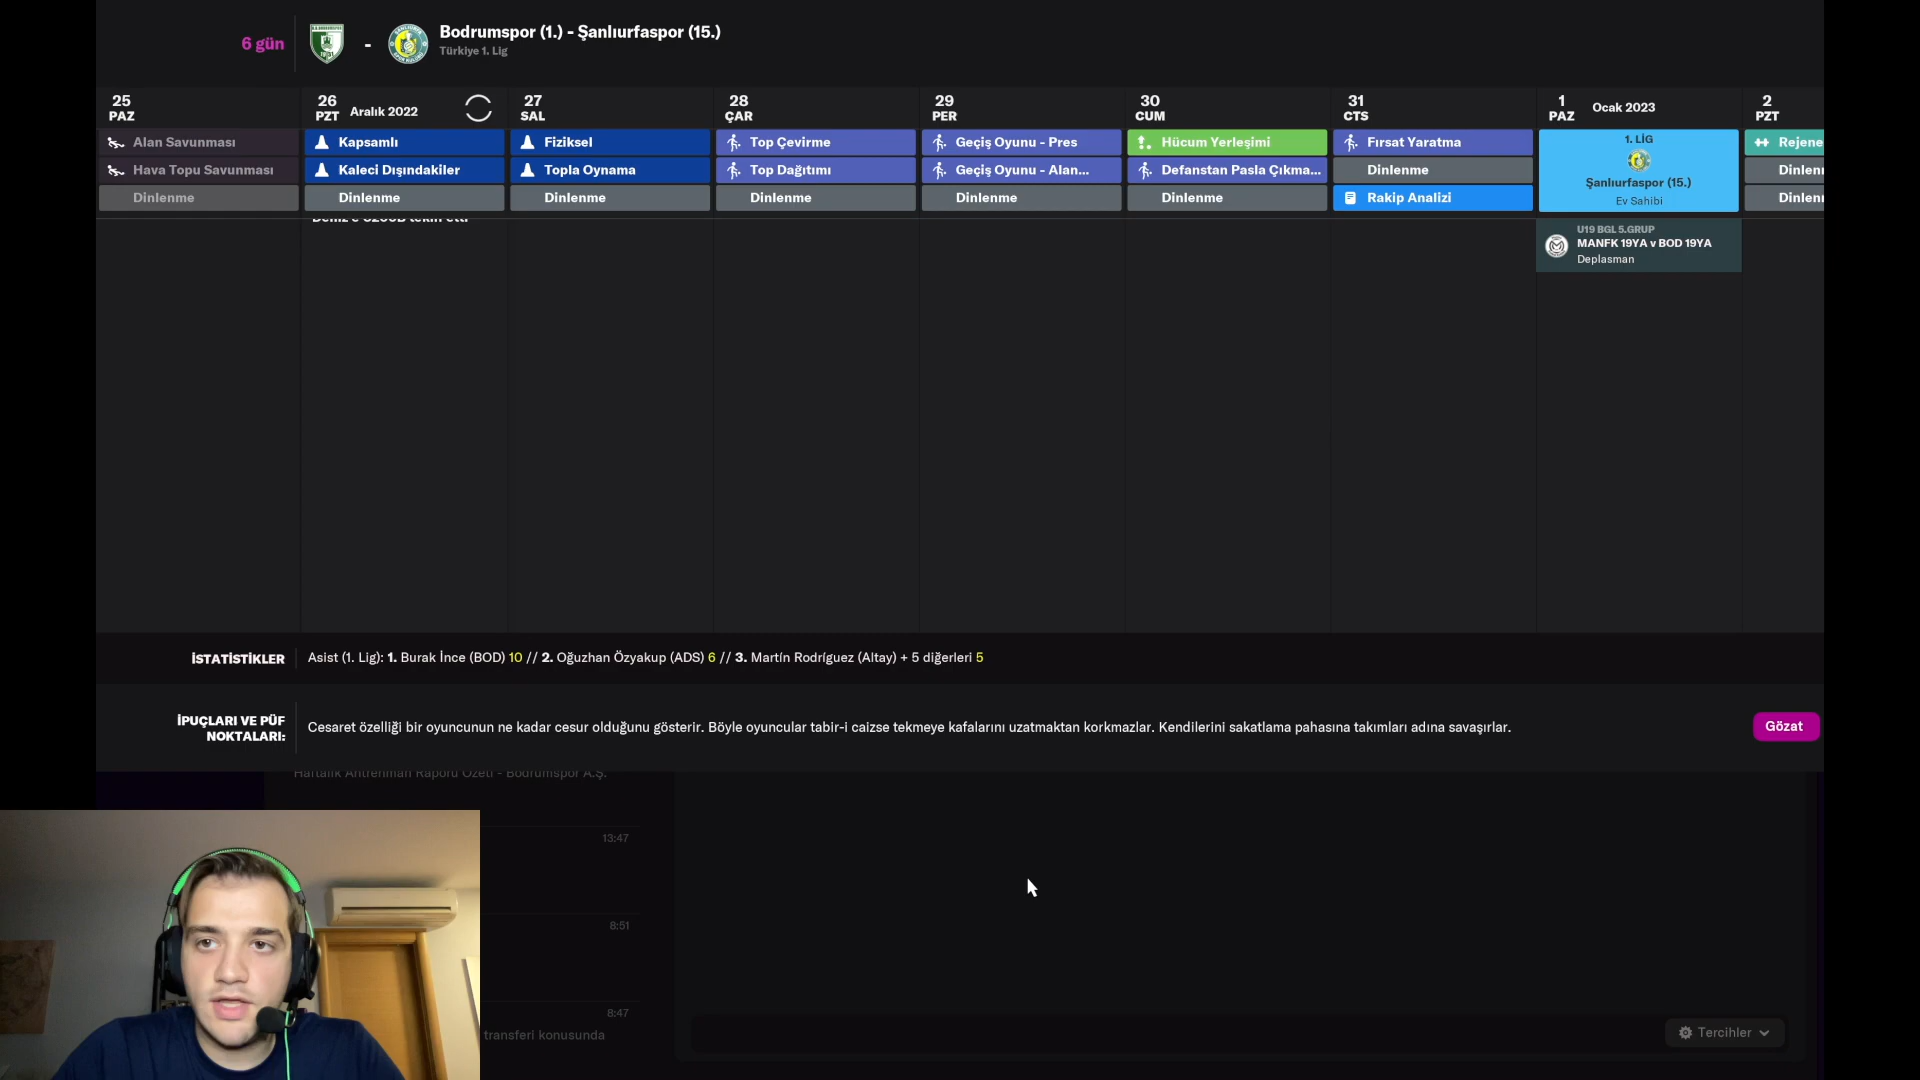 6 gün
-
Bodrumspor (1.) - Şanlıurfaspor (15.)
Türkiye 1. Lig
25
PAZ
26
PZT
Aralık 2022
27
SAL
28
ÇAR
29
PER
30
CUM
31
CTS
1
PAZ
Ocak 2023
2
PZT
Alan Savunması
Kapsamlı
Fiziksel
Top Çevirme
Geçiş Oyunu - Pres
Hücum Yerleşimi
Fırsat Yaratma
1. LİG
Rejene
Hava Topu Savunması
Kaleci Dışındakiler
Topla Oynama
Top Dağıtımı
Geçiş Oyunu - Alan...
Defanstan Pasla Çıkma...
Dinlenme
Şanlıurfaspor (15.)
Dinlenme
Dinlenme
Dinlenme
Dinlenme
Dinlenme
Dinlenme
Rakip Analizi
Ev Sahibi
U19 BGL 5.GRUP
MANFK 19YA v BOD 19YA
Deplasman
İSTATİSTİKLER
Asist (1. Lig): 1. Burak İnce (BOD) 10 // 2. Oğuzhan Özyakup (ADS) 6 // 3. Martín Rodríguez (Altay) + 5 diğerleri 5
İPUÇLARI VE PÜF
NOKTALARI:
Cesaret özelliği bir oyuncunun ne kadar cesur olduğunu gösterir. Böyle oyuncular tabir-i caizse tekmeye kafalarını uzatmaktan korkmazlar. Kendilerini sakatlama pahasına takımları adına savaşırlar.
Gözat
Haftalık Antrenman Raporu Özeti - Bodrumspor A.Ş.
13:47
8:51
8:47
transferi konusunda
Tercihler